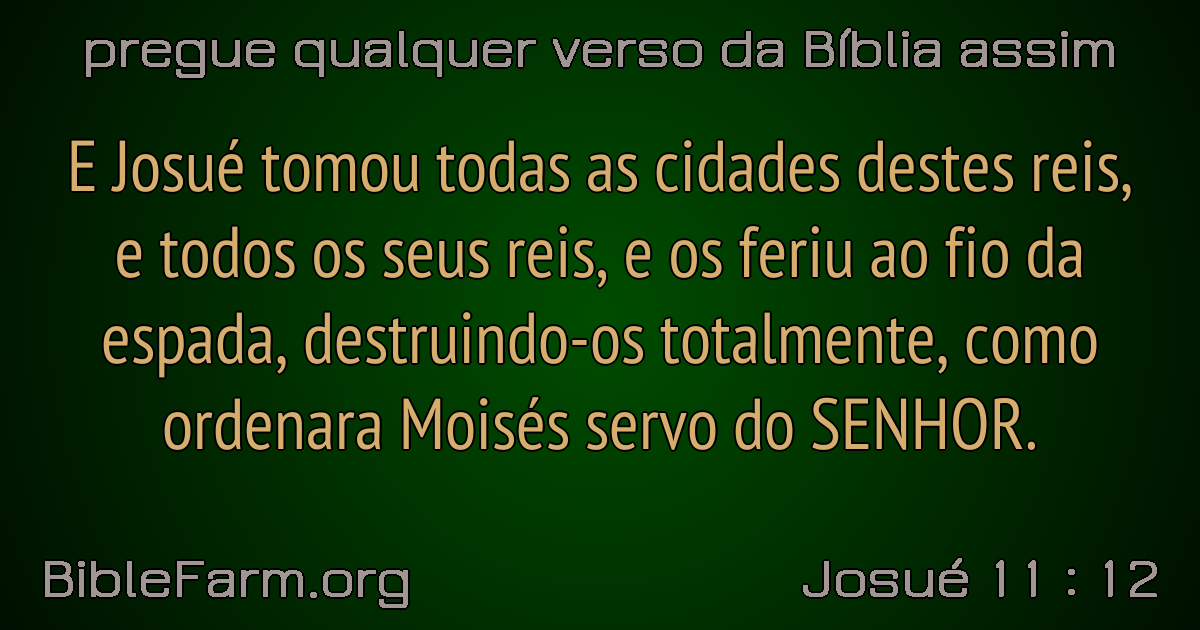 pregue qualquer verso da Bíblia assim
E Josué tomou todas as cidades destes reis,
e todos os seus reis, e os feriu ao fio da
espada, destruindo-os totalmente, como
ordenara Moisés servo do SENHOR.
BibleFarm.org
Josué 11 : 12